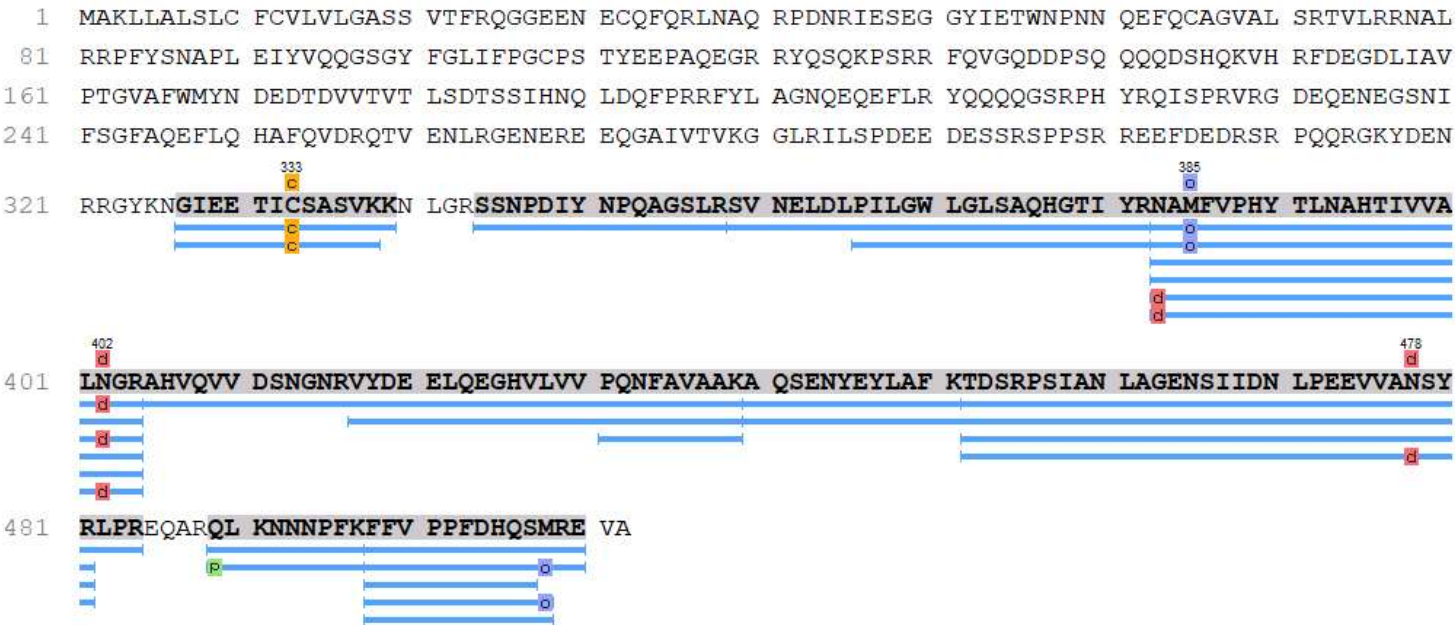 1 MAKLLALSLC FCVLVLGASS VTFRQGGEEN ECQFQRLNAQ RPDNRIESEG GYIETWNPNN QEFQCAGVAL SRTVLRRNAL
81 RRPFYSNAPL EIYVQQGSGY FGLIFPGCPS TYEEPAQEGR RYQSQKPSRR FQVGQDDPSQ QQQDSHQKVH RFDEGDLIAV
161 PTGVAFWMYN DEDTDVVTVT LSDTSSIHNQ LDQFPRRFYL AGNQEQEFLR YQQQQGSRPH YRQISPRVRG DEQENEGSNI
241 FSGFAQEFLQ HAFQVDRQTV ENLRGENERE EQGAIVTVKG GLRILSPDEE DESSRSPPSR REEFDEDRSR PQQRGKYDEN
333 385
c o
321 RRGYKNGIEE TICSASVKKN LGRSSNPDIY NPQAGSLRSV NELDLPILGW LGLSAQHGTI YRNAMFVPHY TLNAHTIVVA
c o
c o
d
d
402 478
d d
401 LNGRAHVQVV DSNGNRVYDE ELQEGHVLVV PQNFAVAAKA QSENYEYLAF KTDSRPSIAN LAGENSIIDN LPEEVVANSY
d
d
d
d
481 RLPREQARQL KNNNPFKFFV PPFDHQSMRE VA
p o
o